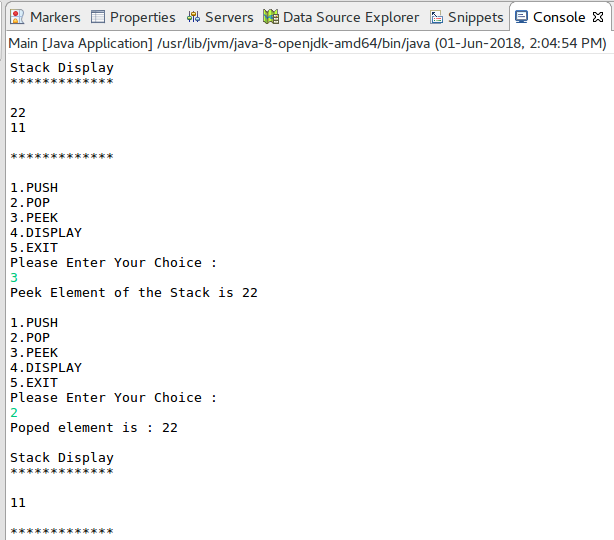 Markers Properties Servers Data Source Explorer Snippets Console
Main [Java Application] /usr/lib/jvm/java-8-openjdk-amd64/bin/java (01-Jun-2018, 2:04:54 PM)
Stack Display
*************
22
11
*************
1.PUSH
2.POP
3.PEEK
4.DISPLAY
5.EXIT
Please Enter Your Choice :
3
Peek Element of the Stack is 22
1.PUSH
2.POP
3.PEEK
4.DISPLAY
5.EXIT
Please Enter Your Choice :
2
Poped element is : 22
Stack Display
*************
11
*************